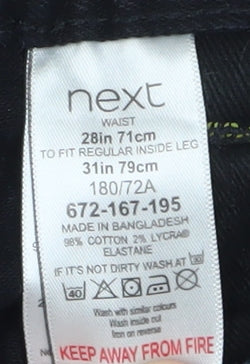 next
WAIST
28in 71cm
TO FIT REGULAR INSIDE LEG
31in 79cm
180/72A
672-167-195
MADE IN BANGLADESH
98% COTTON 2% LYCRA®
ELASTANE
IF IT'S NOT DIRTY WASH AT 30
40
Wash with similar colours
Wash inside out
Iron on reverse
KEEP AWAY FROM FIRE